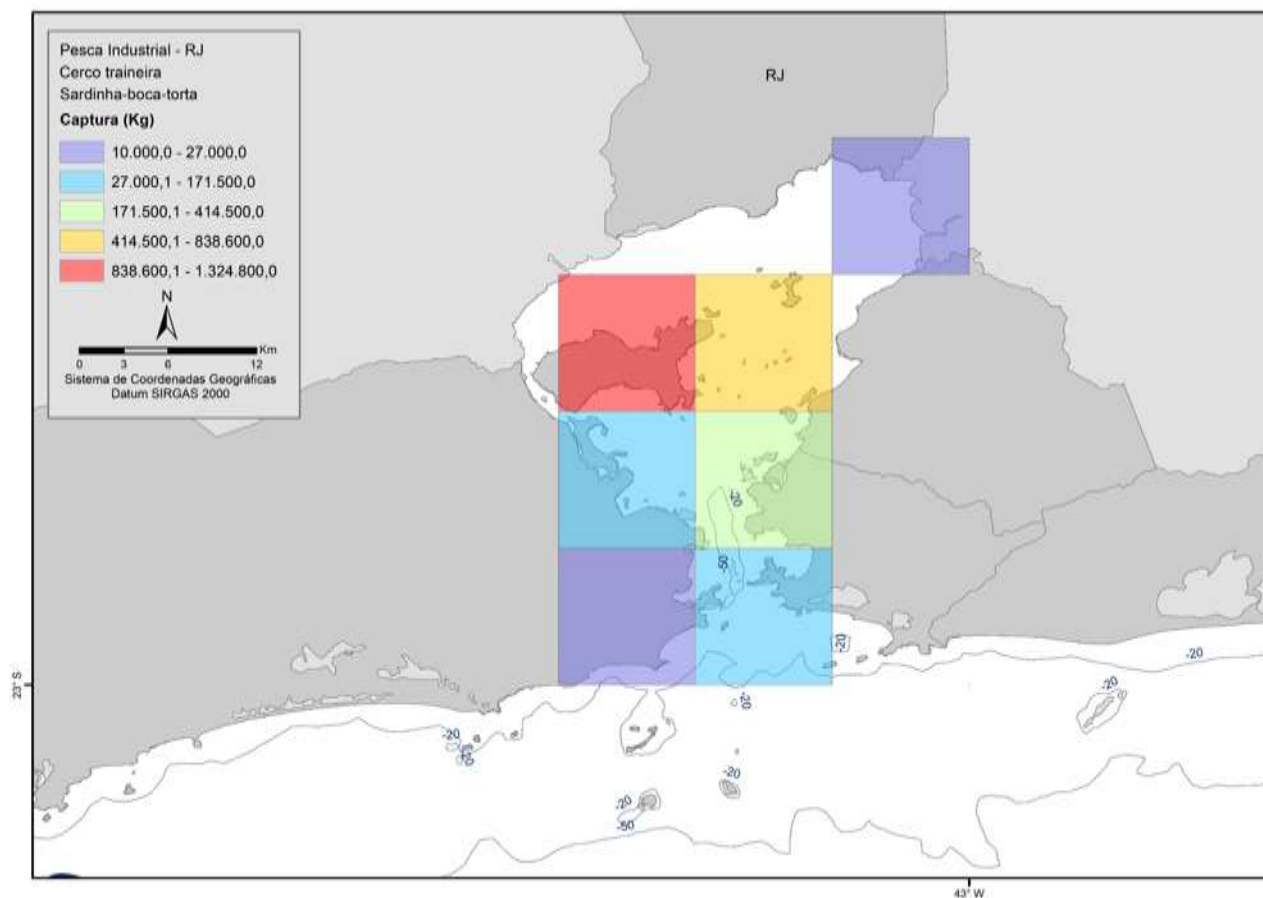 Pesca Industrial - RJ
Cerco traineira
Sardinha-boca-torta
Captura (Kg)
10.000,0 - 27.000,0
27.000,1 - 171.500,0
171.500,1 - 414.500,0
414.500,1 - 838.600,0
838.600,1 - 1.324.800,0
N
Km
0 3 6 12
Sistema de Coordenadas Geográficas
Datum SIRGAS 2000
RJ
-20
-50
-20
-20
23° S
-20
-20
-20
-20
-20
-20
-50
43° W